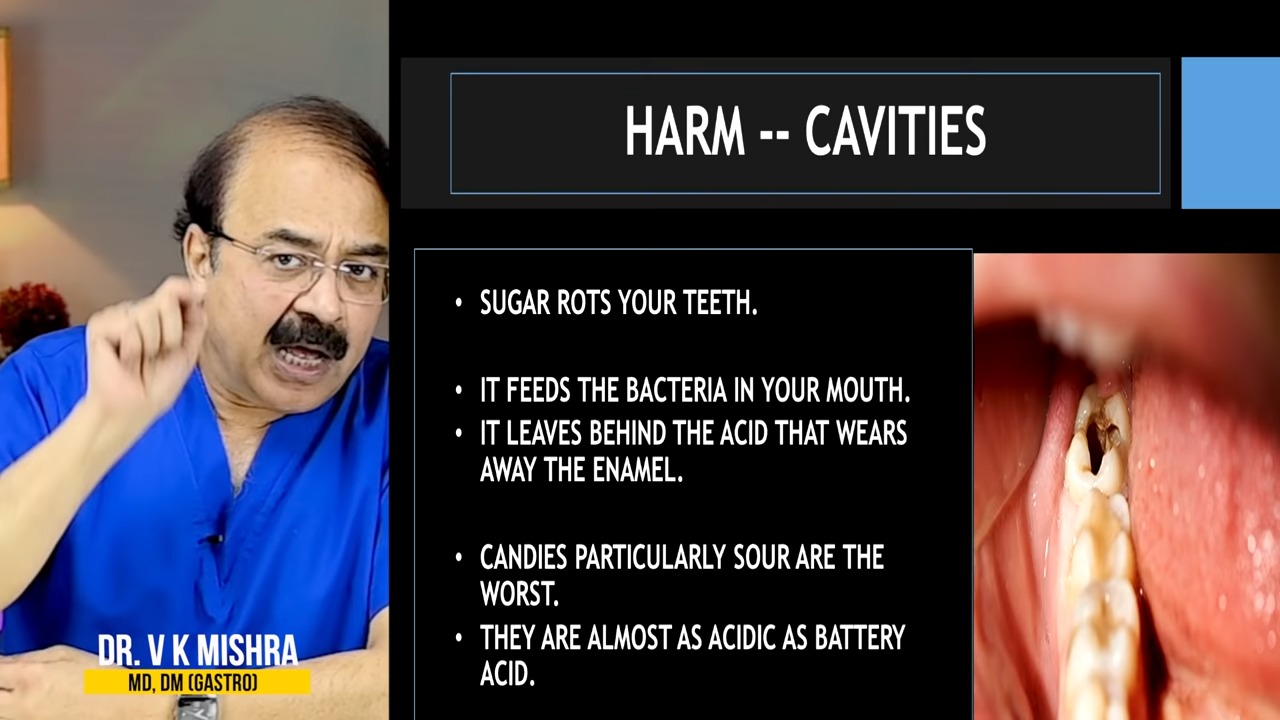 HARM -- CAVITIES
• SUGAR ROTS YOUR TEETH.
• IT FEEDS THE BACTERIA IN YOUR MOUTH.
• IT LEAVES BEHIND THE ACID THAT WEARS
AWAY THE ENAMEL.
• CANDIES PARTICULARLY SOUR ARE THE
WORST.
• THEY ARE ALMOST AS ACIDIC AS BATTERY
ACID.
DR. V K MISHRA
MD, DM (GASTRO)